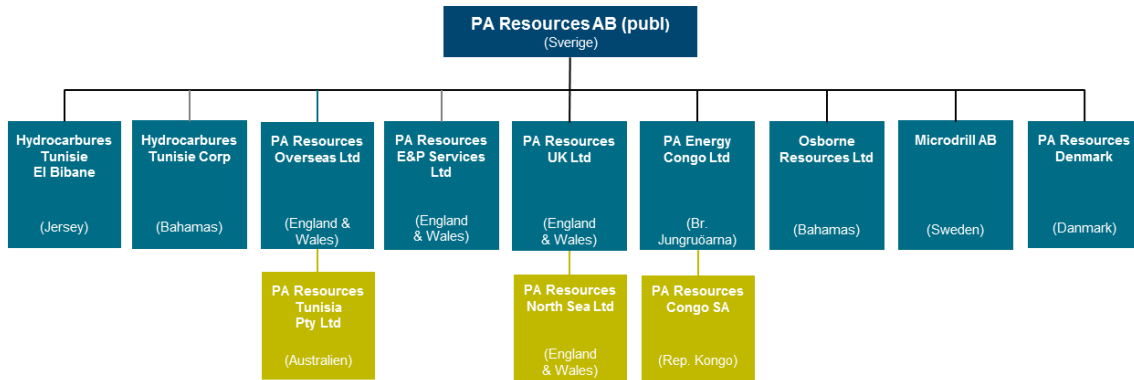 PA Resources AB (publ)
(Sverige)
Hydrocarbures
Tunisie
El Bibane
(Jersey)
Hydrocarbures
Tunisie Corp
(Bahamas)
PA Resources
Overseas Ltd
(England &
Wales)
PA Resources
E&P Services
Ltd
(England
& Wales)
PA Resources
UK Ltd
(England
& Wales)
PA Energy
Congo Ltd
(Br.
Jungruöarna)
Osborne
Resources Ltd
(Bahamas)
Microdrill AB
(Sweden)
PA Resources
Denmark
(Danmark)
PA Resources
Tunisia
Pty Ltd
(Australien)
PA Resources
North Sea Ltd
(England
& Wales)
PA Resources
Congo SA
(Rep. Kongo)